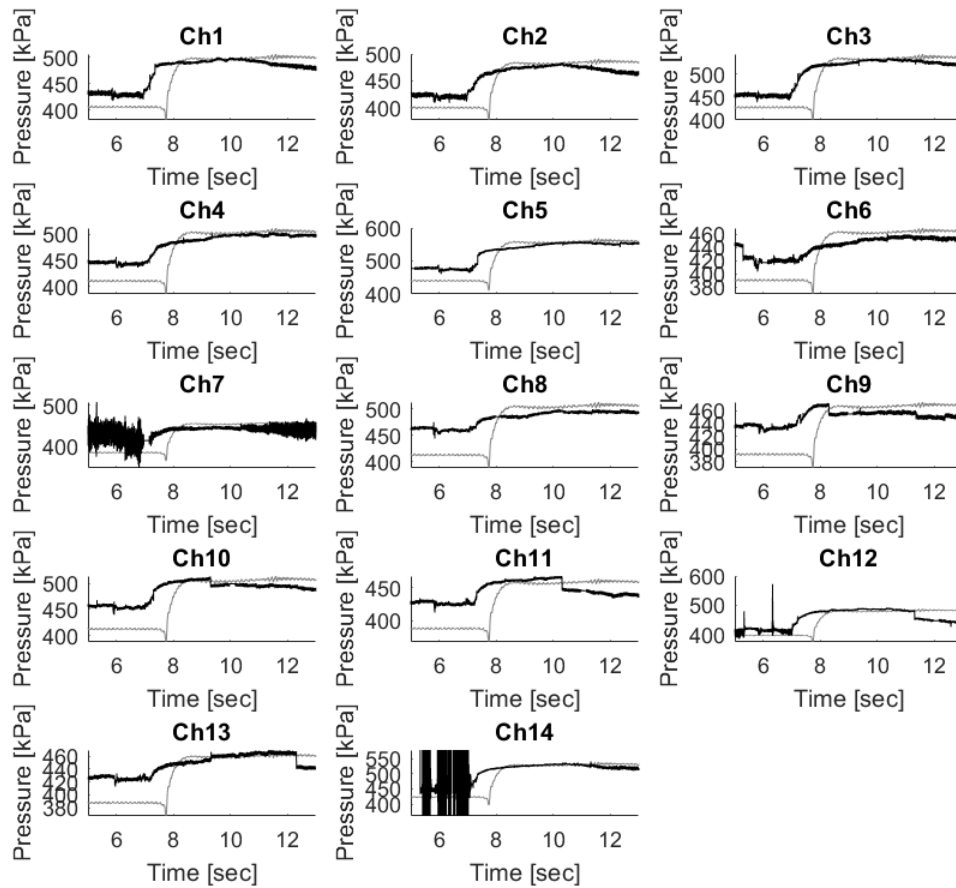 Ch1 Ch2 Ch3
Pressure [kPa] Pressure [kPa] Pressure [kPa]
500 500 500
450 450 450
400 400 400
6 8 10 12 6 8 10 12 6 8 10 12
Time [sec] Time [sec] Time [sec]
Ch4 Ch5 Ch6
Pressure [kPa] Pressure [kPa] Pressure [kPa]
500 600 460
450 500 420
400 400 400
380
6 8 10 12 6 8 10 12 6 8 10 12
Time [sec] Time [sec] Time [sec]
Ch7 Ch8 Ch9
Pressure [kPa] Pressure [kPa] Pressure [kPa]
500 500 460
400 450 440
400 420
400
380
6 8 10 12 6 8 10 12 6 8 10 12
Time [sec] Time [sec] Time [sec]
Ch10 Ch11 Ch12
Pressure [kPa] Pressure [kPa] Pressure [kPa]
500 450 600
450 400 500
400 400
6 8 10 12 6 8 10 12 6 8 10 12
Time [sec] Time [sec] Time [sec]
Ch13 Ch14
Pressure [kPa] Pressure [kPa]
460 550
440 500
420 450
400 400
380
6 8 10 12 6 8 10 12
Time [sec] Time [sec]